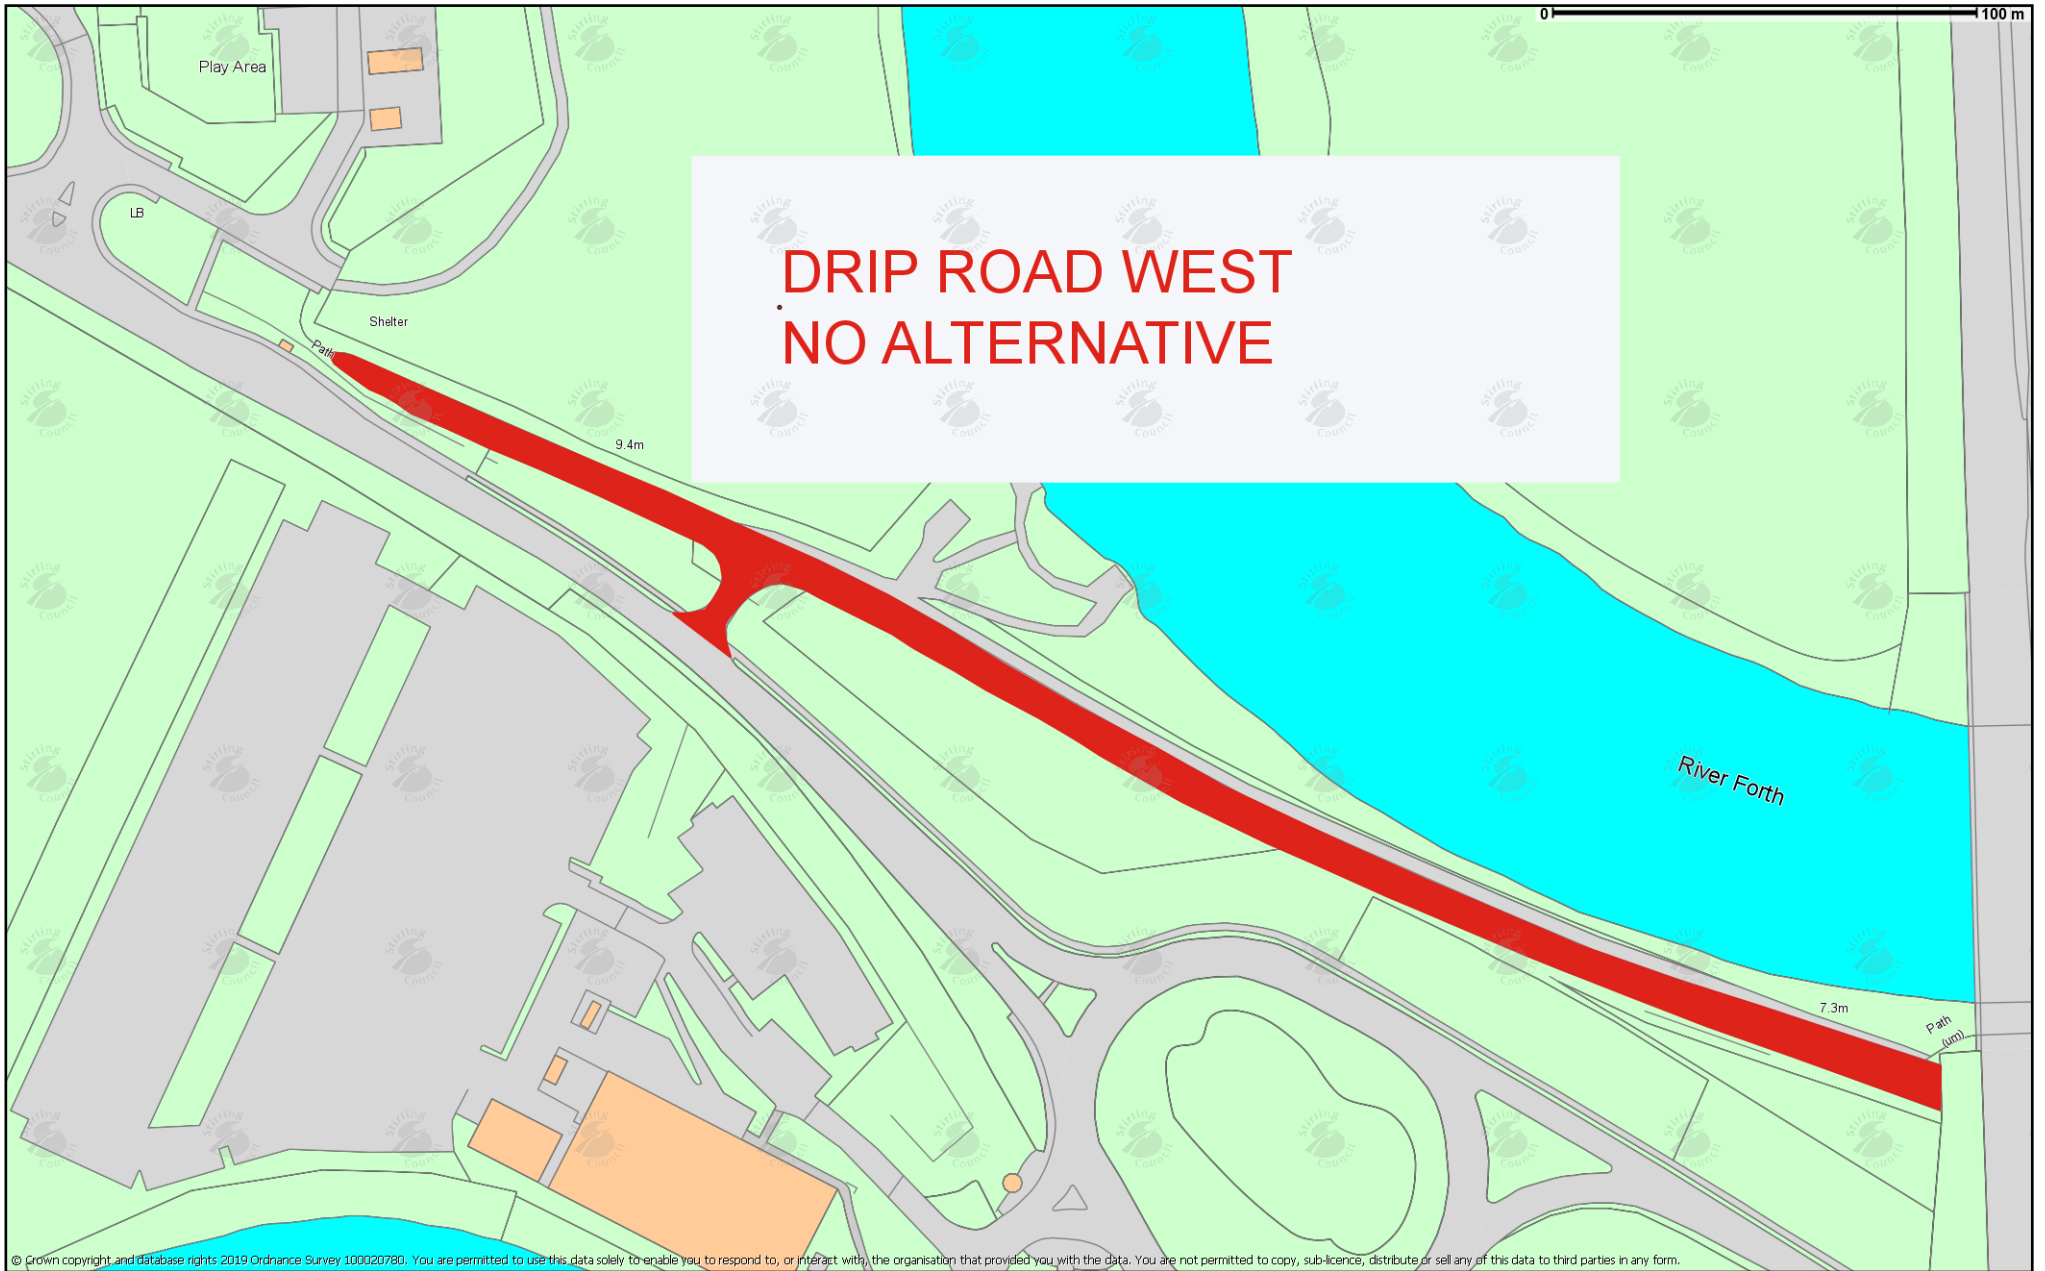 0 100 m
Play Area
LB
DRIP ROAD WEST
NO ALTERNATIVE
Shelter
Path
9.4m
River Forth
7.3m
Path
(um)
Stirling
Council
© Crown copyright and database rights 2019 Ordnance Survey 100020780. You are permitted to use this data solely to enable you to respond to, or interact with, the organisation that provided you with the data. You are not permitted to copy, sub-licence, distribute or sell any of this data to third parties in any form.